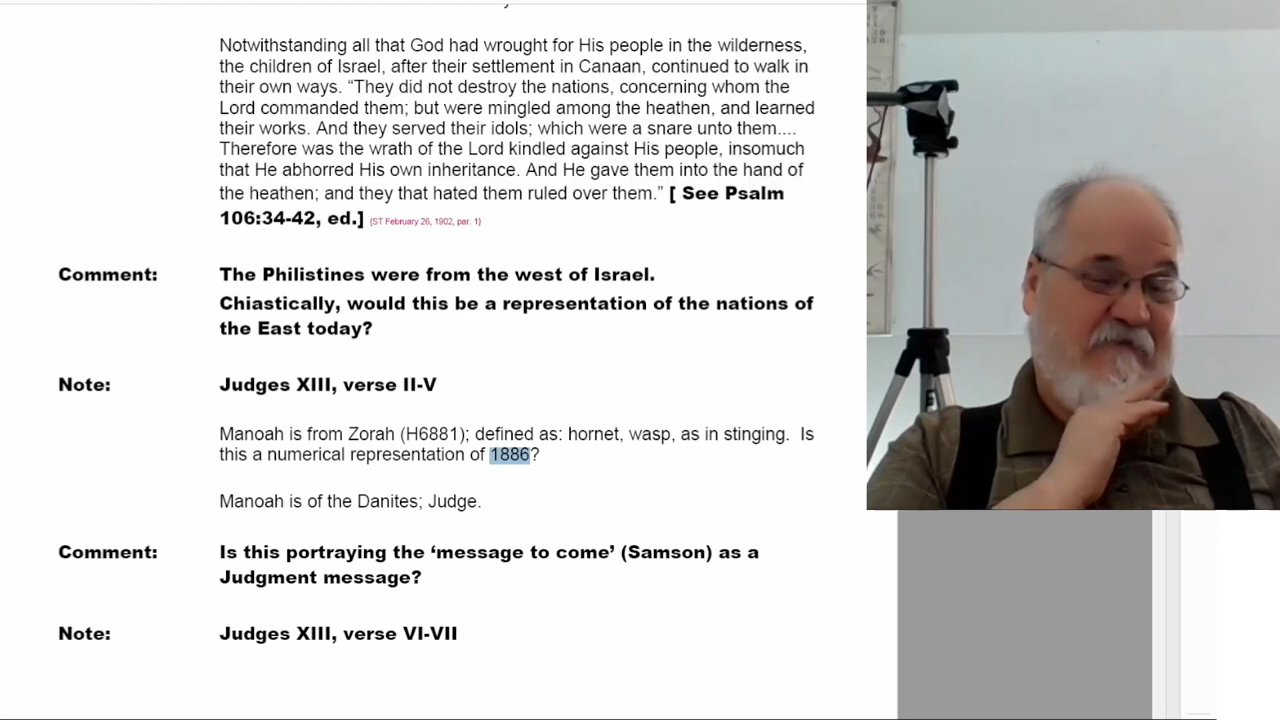 Notwithstanding all that God had wrought for His people in the wilderness,
the children of Israel, after their settlement in Canaan, continued to walk in
their own ways. “They did not destroy the nations, concerning whom the
Lord commanded them; but were mingled among the heathen, and learned
their works. And they served their idols; which were a snare unto them....
Therefore was the wrath of the Lord kindled against His people, insomuch
that He abhorred His own inheritance. And He gave them into the hand of
the heathen; and they that hated them ruled over them.” [ See Psalm
106:34-42, ed.] {ST February 26, 1902, par. 1}
Comment: The Philistines were from the west of Israel.
Chiastically, would this be a representation of the nations of
the East today?
Note: Judges XIII, verse II-V
Manoah is from Zorah (H6881); defined as: hornet, wasp, as in stinging. Is
this a numerical representation of 1886?
Manoah is of the Danites; Judge.
Comment: Is this portraying the ‘message to come’ (Samson) as a
Judgment message?
Note: Judges XIII, verse VI-VII